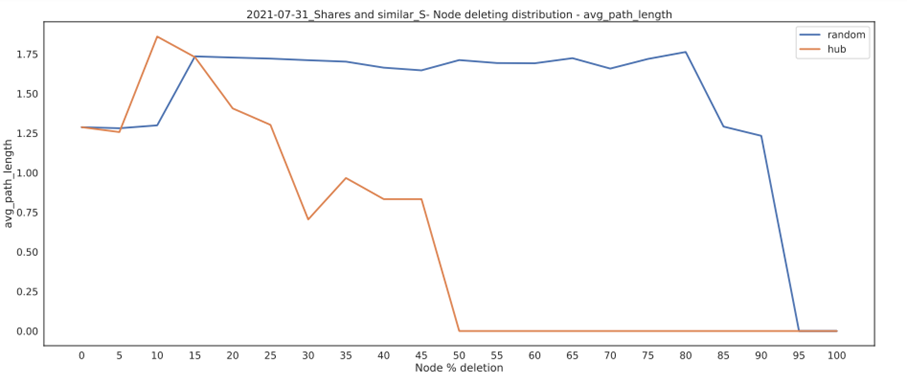 2021-07-31_Shares and similar_S- Node deleting distribution - avg_path_length
random
hub
avg_path_length
1.75
1.50
1.25
1.00
0.75
0.50
0.25
0.00
0 5 10 15 20 25 30 35 40 45 50 55 60 65 70 75 80 85 90 95 100
Node % deletion